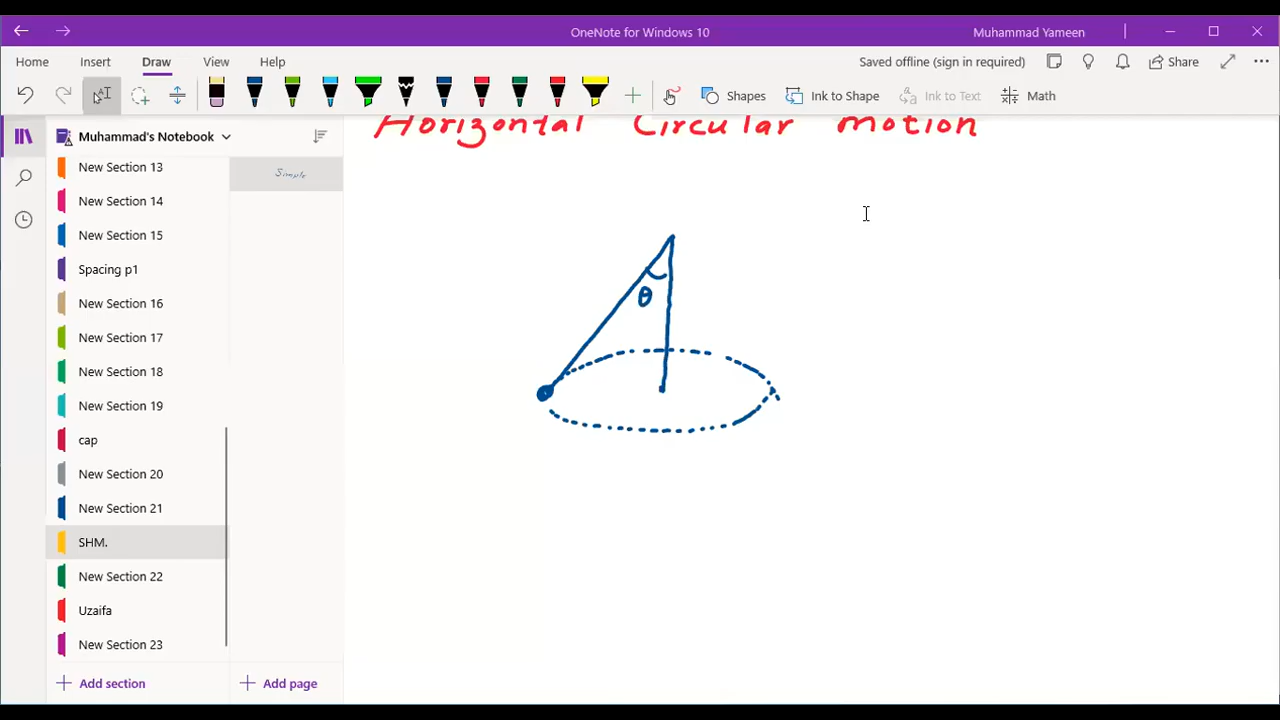 OneNote for Windows 10
Muhammad Yameen
Home Insert Draw View Help
Saved offline (sign in required)
Share
Shapes
Ink to Shape
Ink to Text
Math
Muhammad's Notebook
New Section 13
New Section 14
New Section 15
Spacing p1
New Section 16
New Section 17
New Section 18
New Section 19
cap
New Section 20
New Section 21
SHM.
New Section 22
Uzaifa
New Section 23
Add section
Simple
Add page
Horizontal Circular motion
θ